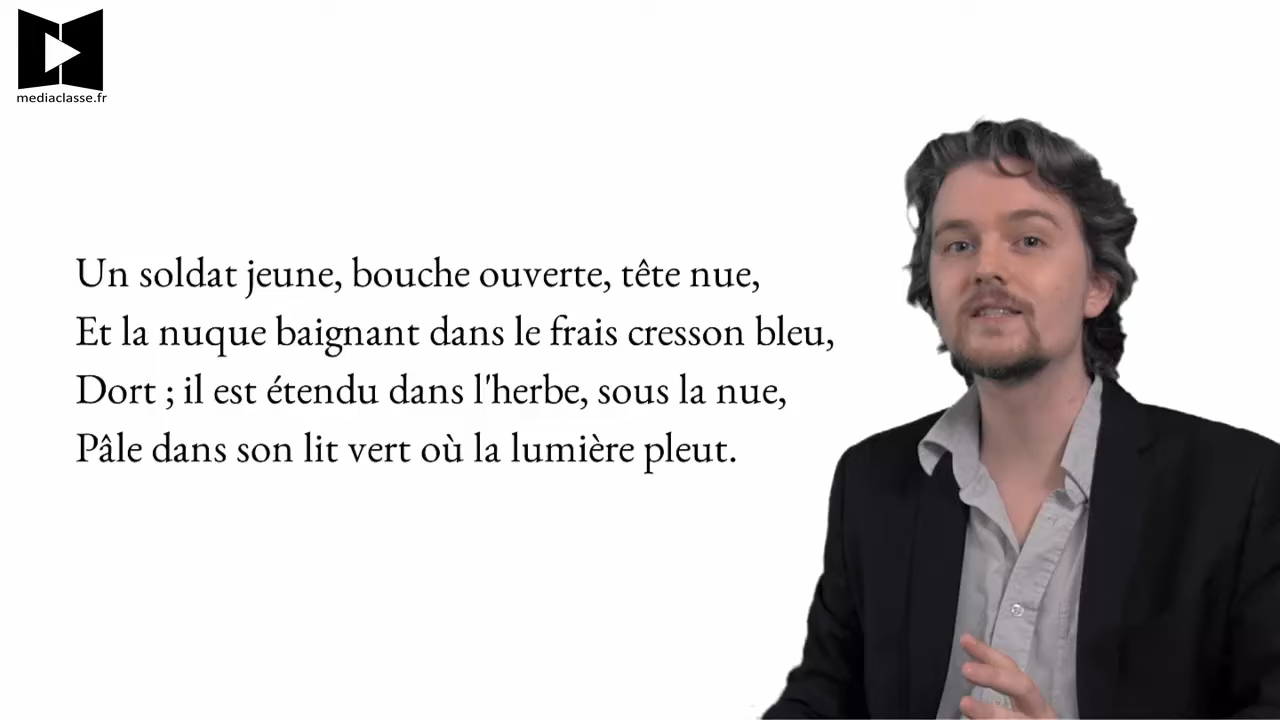 mediaclasse.fr
Un soldat jeune, bouche ouverte, tête nue,
Et la nuque baignant dans le frais cresson bleu,
Dort ; il est étendu dans l'herbe, sous la nue,
Pâle dans son lit vert où la lumière pleut.